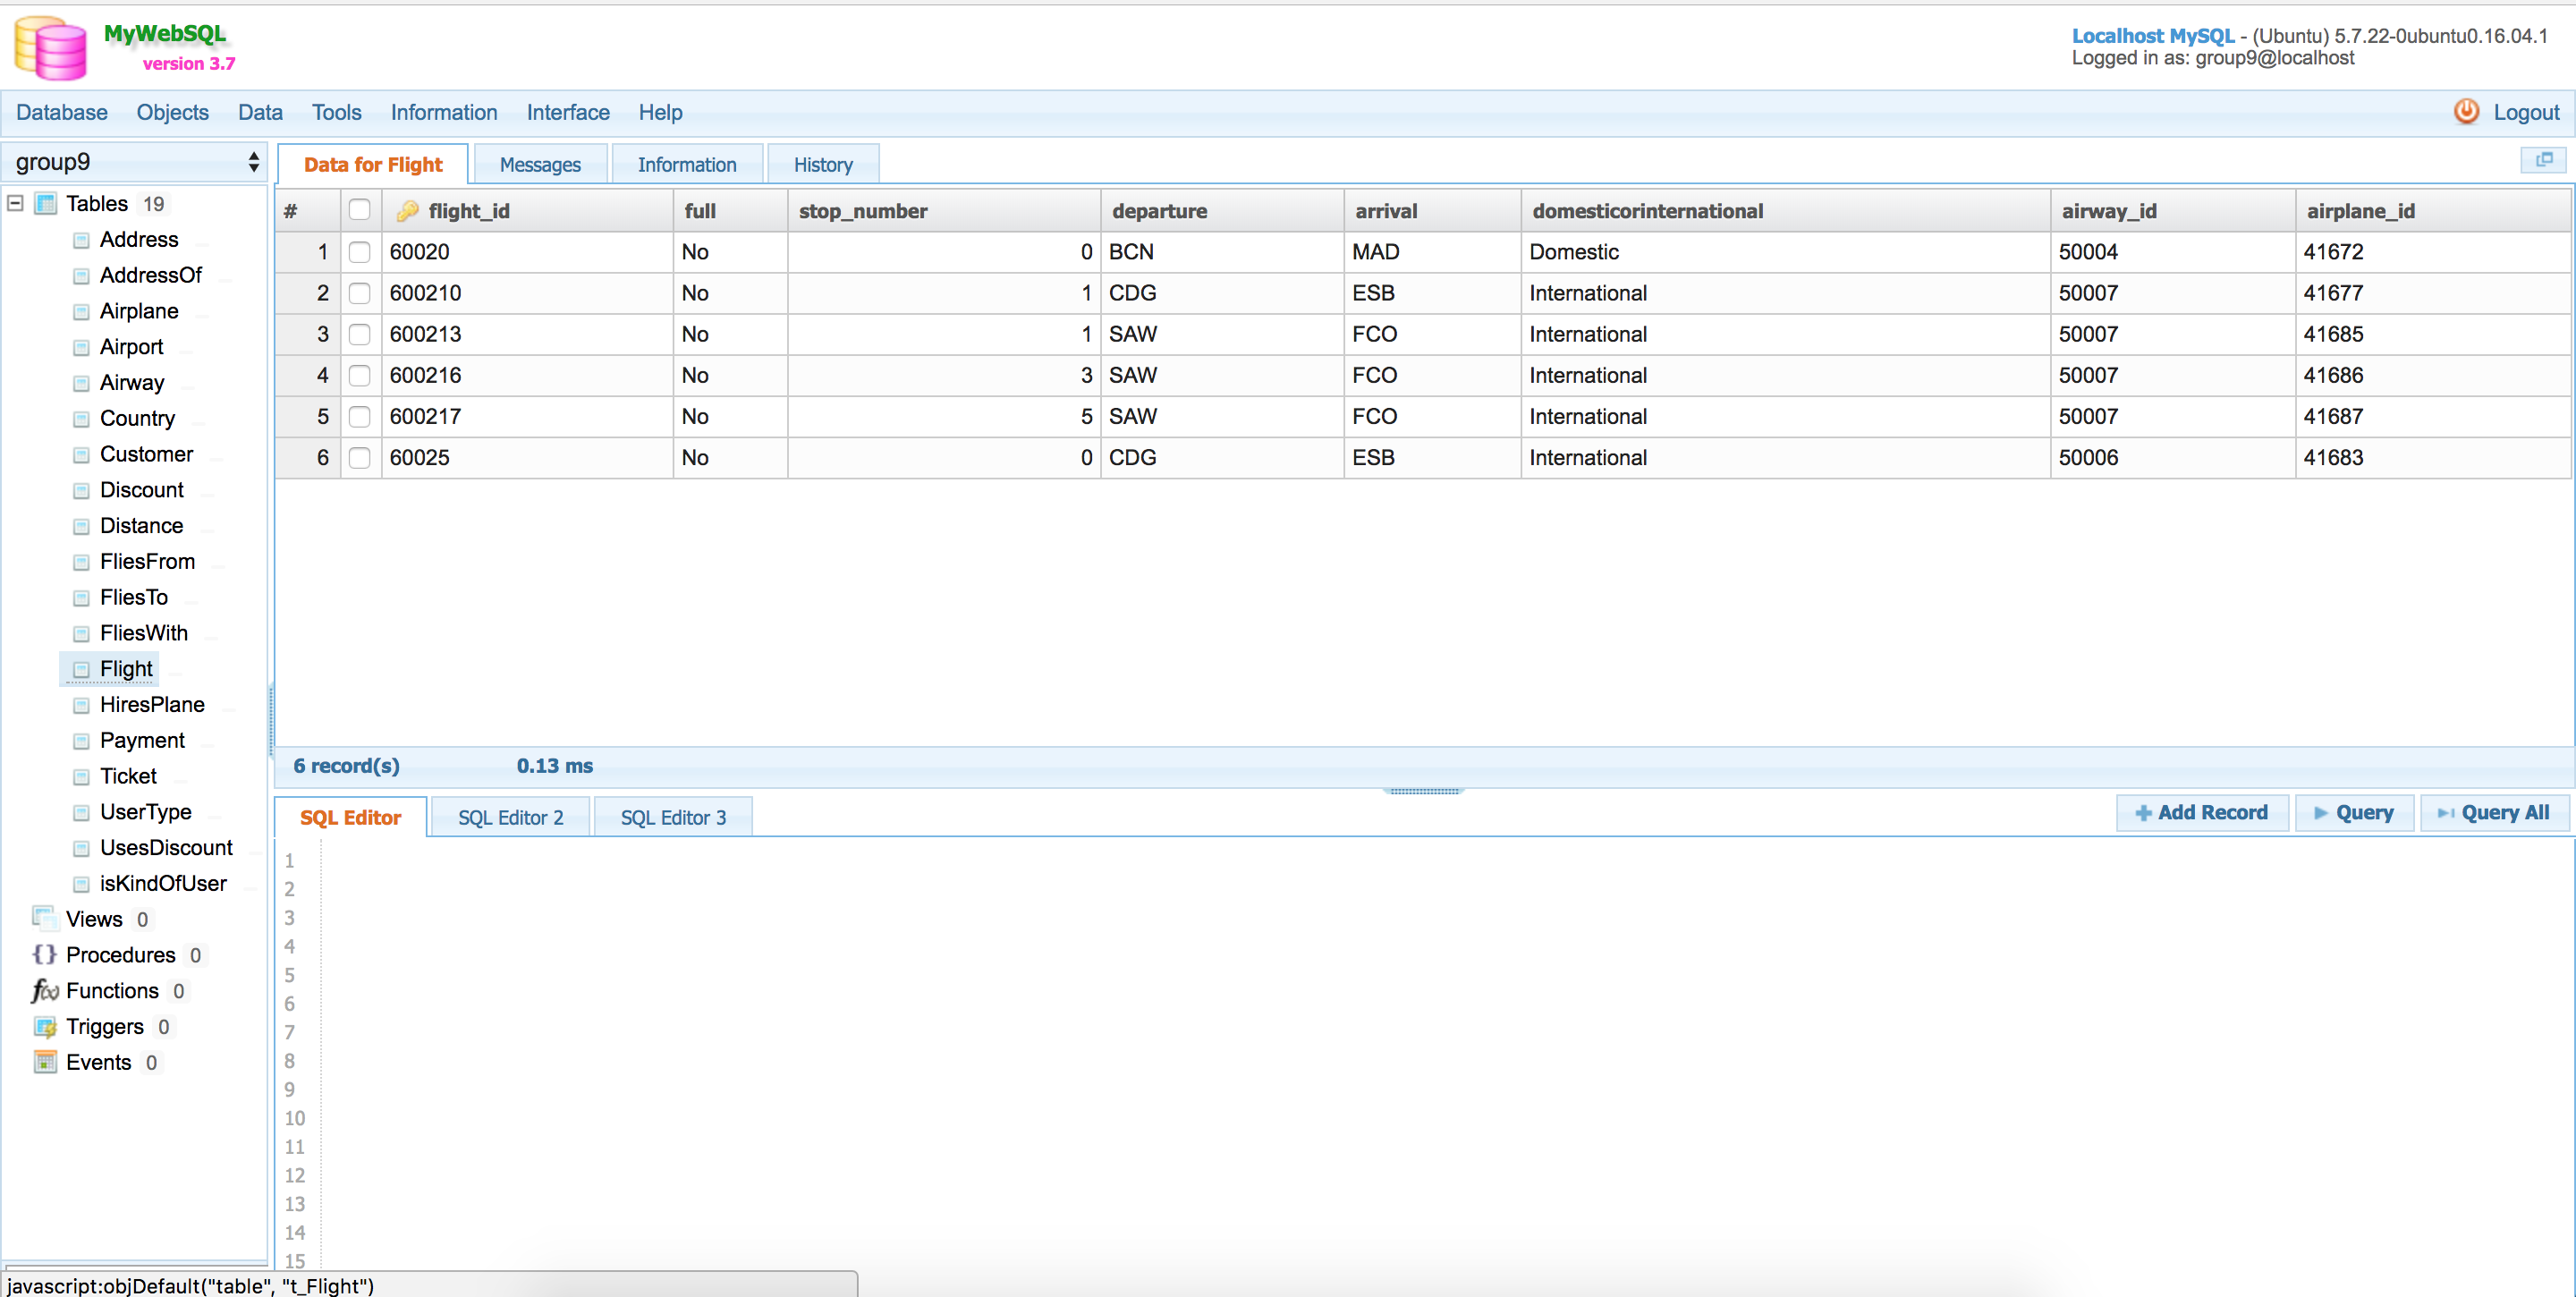 MyWebSQL
version 3.7
Localhost MySQL - (Ubuntu) 5.7.22-0ubuntu0.16.04.1
Logged in as: group9@localhost
Database Objects Data Tools Information Interface Help Logout
group9
Data for Flight Messages Information History
Tables 19
Address
AddressOf
Airplane
Airport
Airway
Country
Customer
Discount
Distance
FliesFrom
FliesTo
FliesWith
Flight
HiresPlane
Payment
Ticket
UserType
UsesDiscount
isKindOfUser
Views 0
Procedures 0
Functions 0
Triggers 0
Events 0
# flight_id full stop_number departure arrival domesticorinternational airway_id airplane_id
1 60020 No 0 BCN MAD Domestic 50004 41672
2 600210 No 1 CDG ESB International 50007 41677
3 600213 No 1 SAW FCO International 50007 41685
4 600216 No 3 SAW FCO International 50007 41686
5 600217 No 5 SAW FCO International 50007 41687
6 60025 No 0 CDG ESB International 50006 41683
6 record(s) 0.13 ms
SQL Editor SQL Editor 2 SQL Editor 3 Add Record Query Query All
1
2
3
4
5
6
7
8
9
10
11
12
13
14
15
javascript:objDefault("table", "t_Flight")